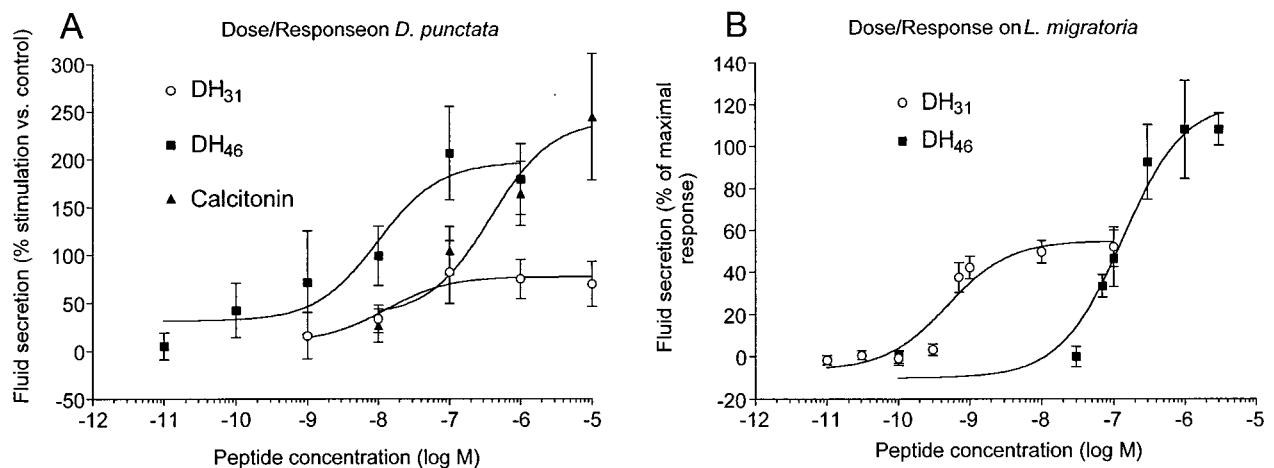 A
Dose/Responseon D. punctata
300
250
200
150
100
50
0
-50
-12
-11
-10
-9
-8
-7
-6
-5
Fluid secretion (% stimulation vs. control)
Peptide concentration (log M)
DH31
DH46
Calcitonin
B
Dose/Response on L. migratoria
140
120
100
80
60
40
20
0
-20
-12
-11
-10
-9
-8
-7
-6
-5
Fluid secretion (% of maximal
response)
Peptide concentration (log M)
DH31
DH46